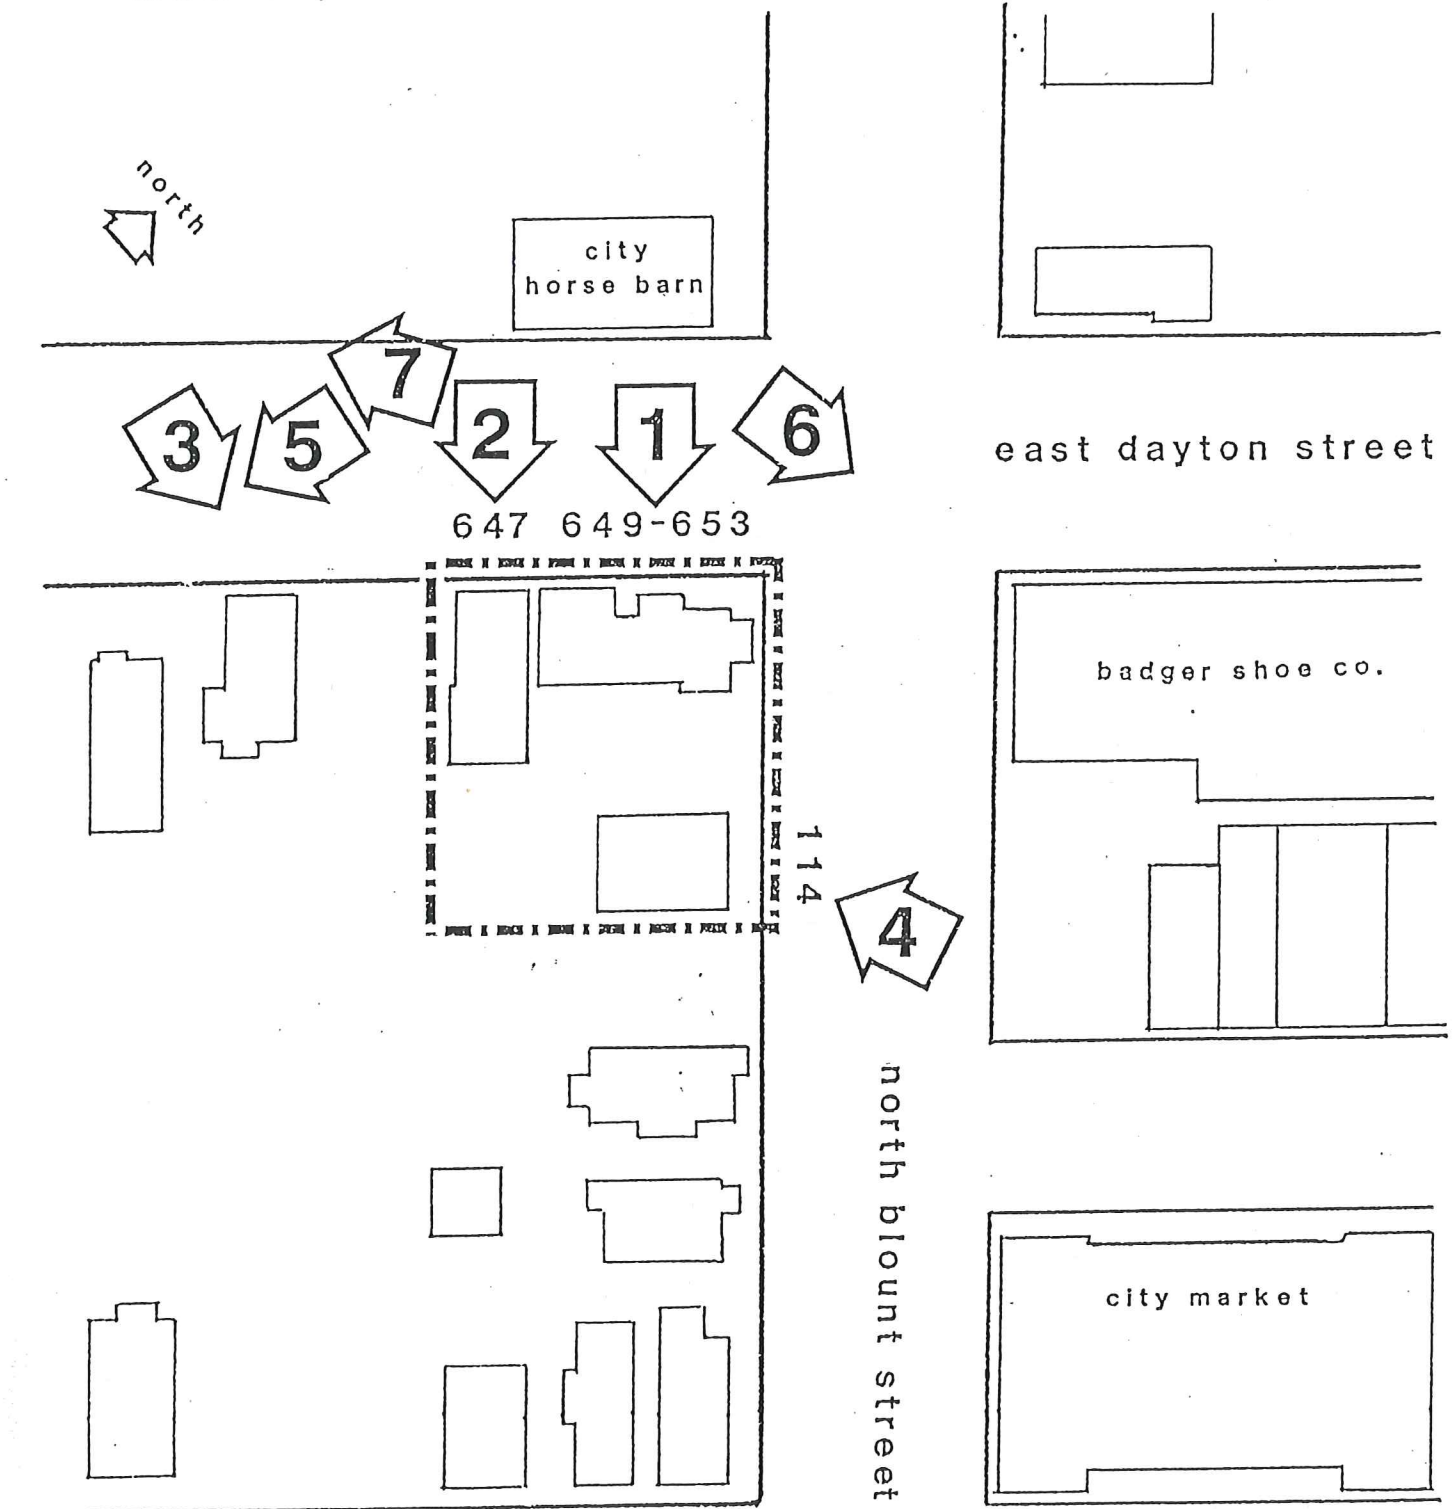 north
city
horse barn
7
3
5
2
1
6
east dayton street
647 649-653
badger shoe co.
114
4
north blount street
city market